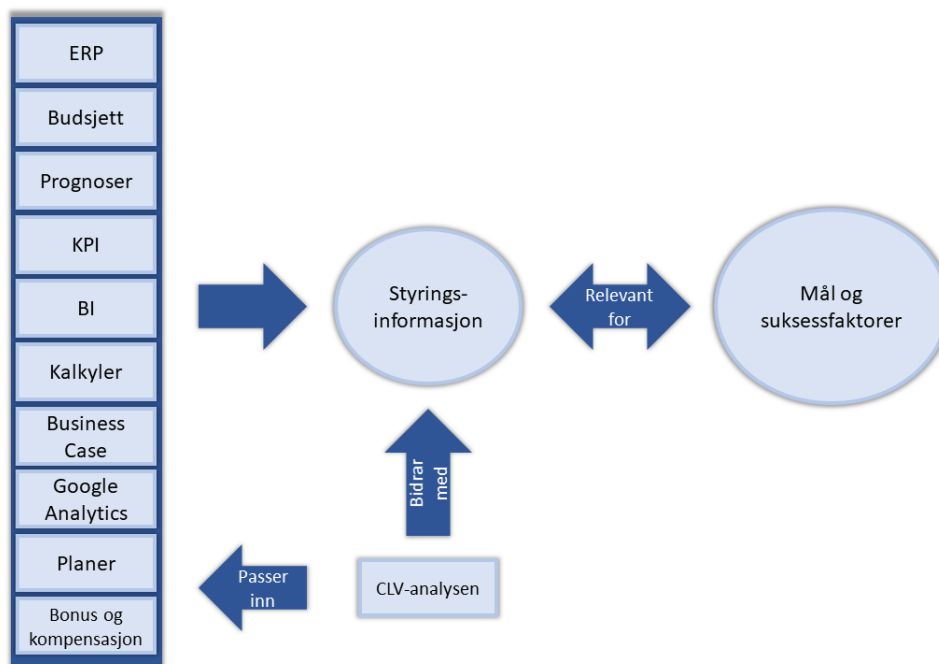 ERP
Budsjett
Prognoser
KPI
BI
Kalkyler
Business
Case
Google
Analytics
Planer
Bonus og
kompensasjon
Styrings-
informasjon
Relevant
for
Mål og
suksessfaktorer
Bidrar
med
Passer
inn
CLV-analysen